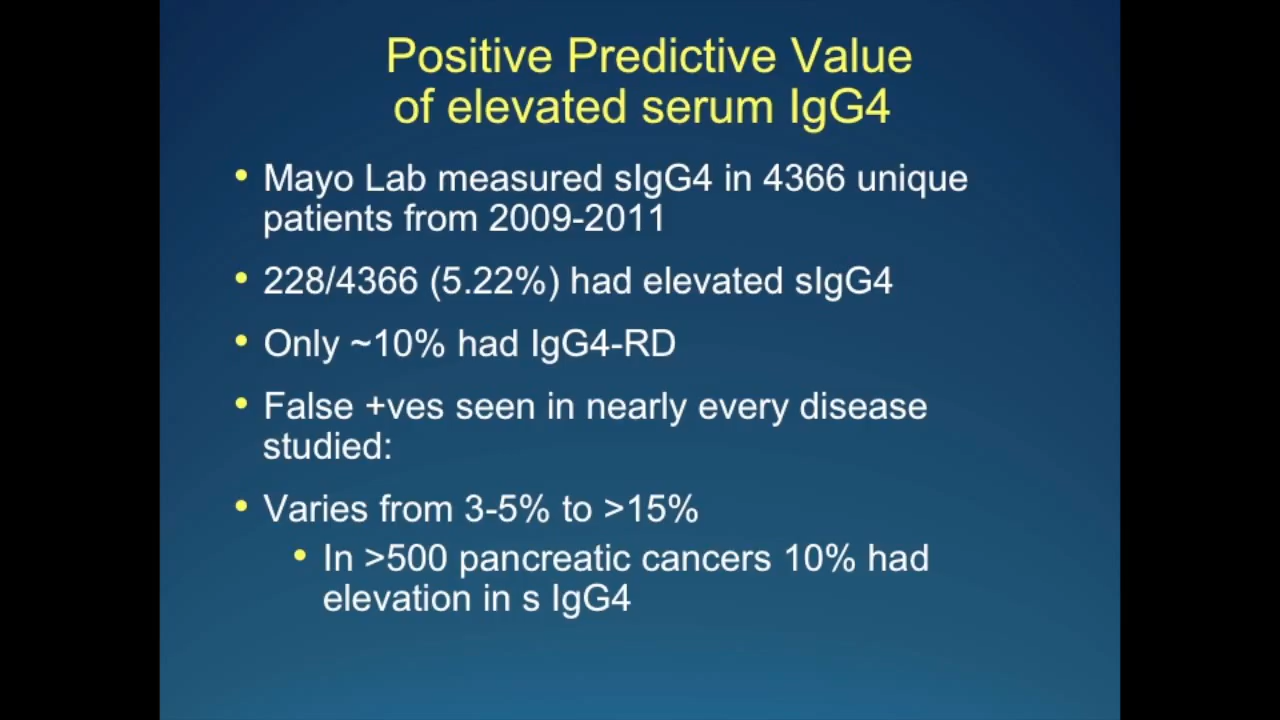 Positive Predictive Value
of elevated serum IgG4
• Mayo Lab measured sIgG4 in 4366 unique
patients from 2009-2011
• 228/4366 (5.22%) had elevated sIgG4
• Only ~10% had IgG4-RD
• False +ves seen in nearly every disease
studied:
• Varies from 3-5% to >15%
• In >500 pancreatic cancers 10% had
elevation in s IgG4